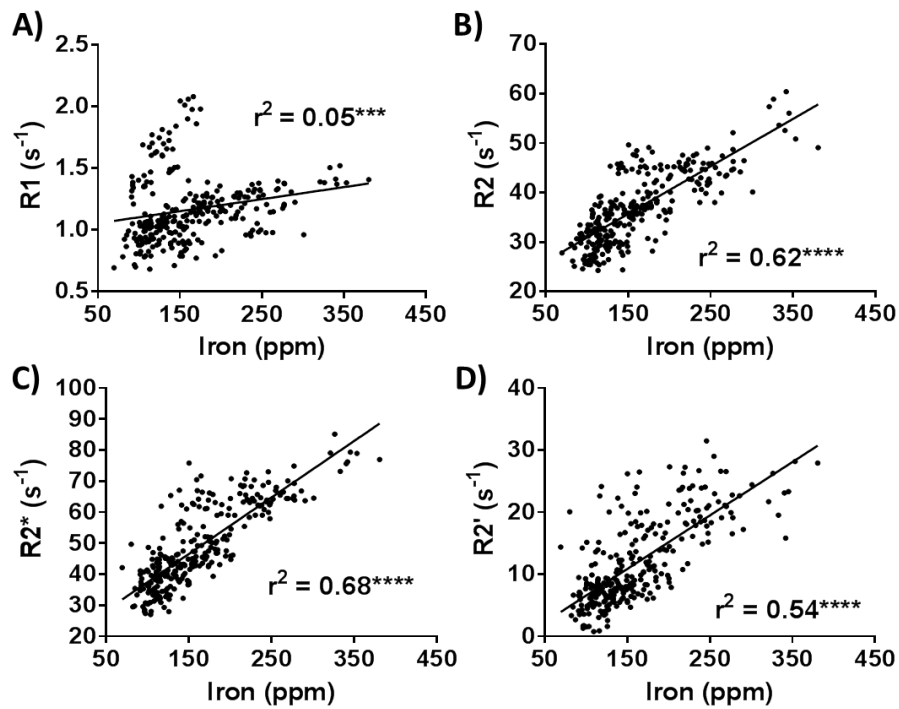 A)
2.5
2.0
1.5
1.0
0.5
R1 (s⁻¹)
r² = 0.05***
50 150 250 350 450
Iron (ppm)
B)
70
60
50
40
30
20
R2 (s⁻¹)
r² = 0.62****
50 150 250 350 450
Iron (ppm)
C)
100
90
80
70
60
50
40
30
20
R2* (s⁻¹)
r² = 0.68****
50 150 250 350 450
Iron (ppm)
D)
40
30
20
10
0
R2' (s⁻¹)
r² = 0.54****
50 150 250 350 450
Iron (ppm)